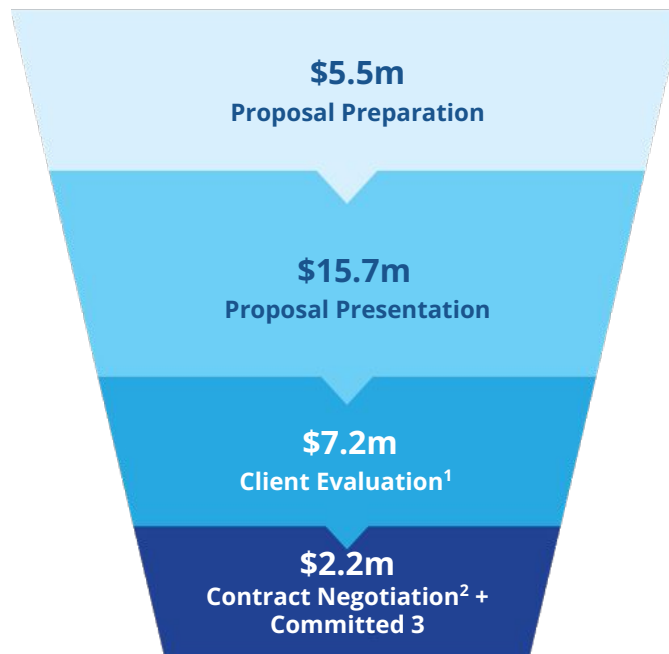 $5.5m
Proposal Preparation
$15.7m
Proposal Presentation
$7.2m
Client Evaluation¹
$2.2m
Contract Negotiation² +
Committed 3